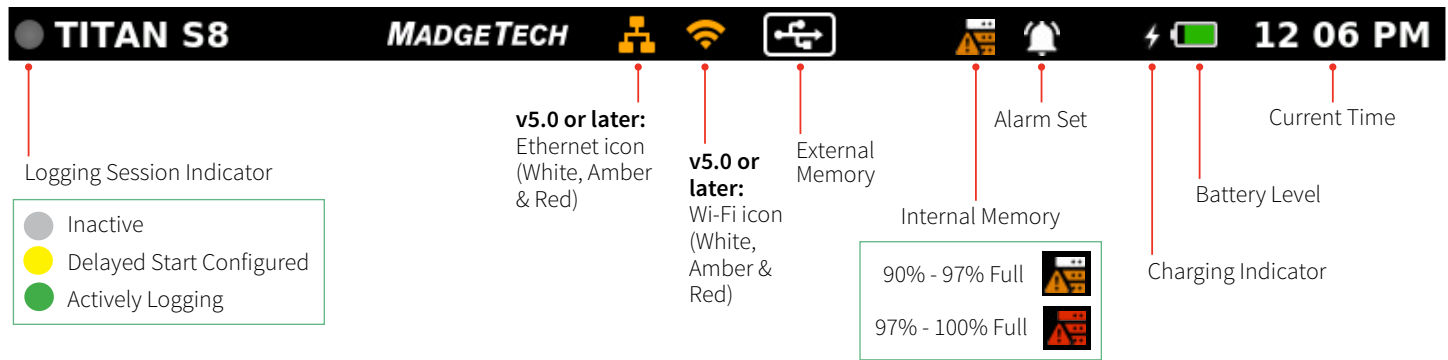 TITAN S8 MADGETECH 12 06 PM
v5.0 or later:
Ethernet icon
(White, Amber
& Red)
v5.0 or
later:
Wi-Fi icon
(White,
Amber &
Red)
External
Memory
Alarm Set
Current Time
Logging Session Indicator
Inactive
Delayed Start Configured
Actively Logging
Internal Memory
90% - 97% Full
97% - 100% Full
Battery Level
Charging Indicator